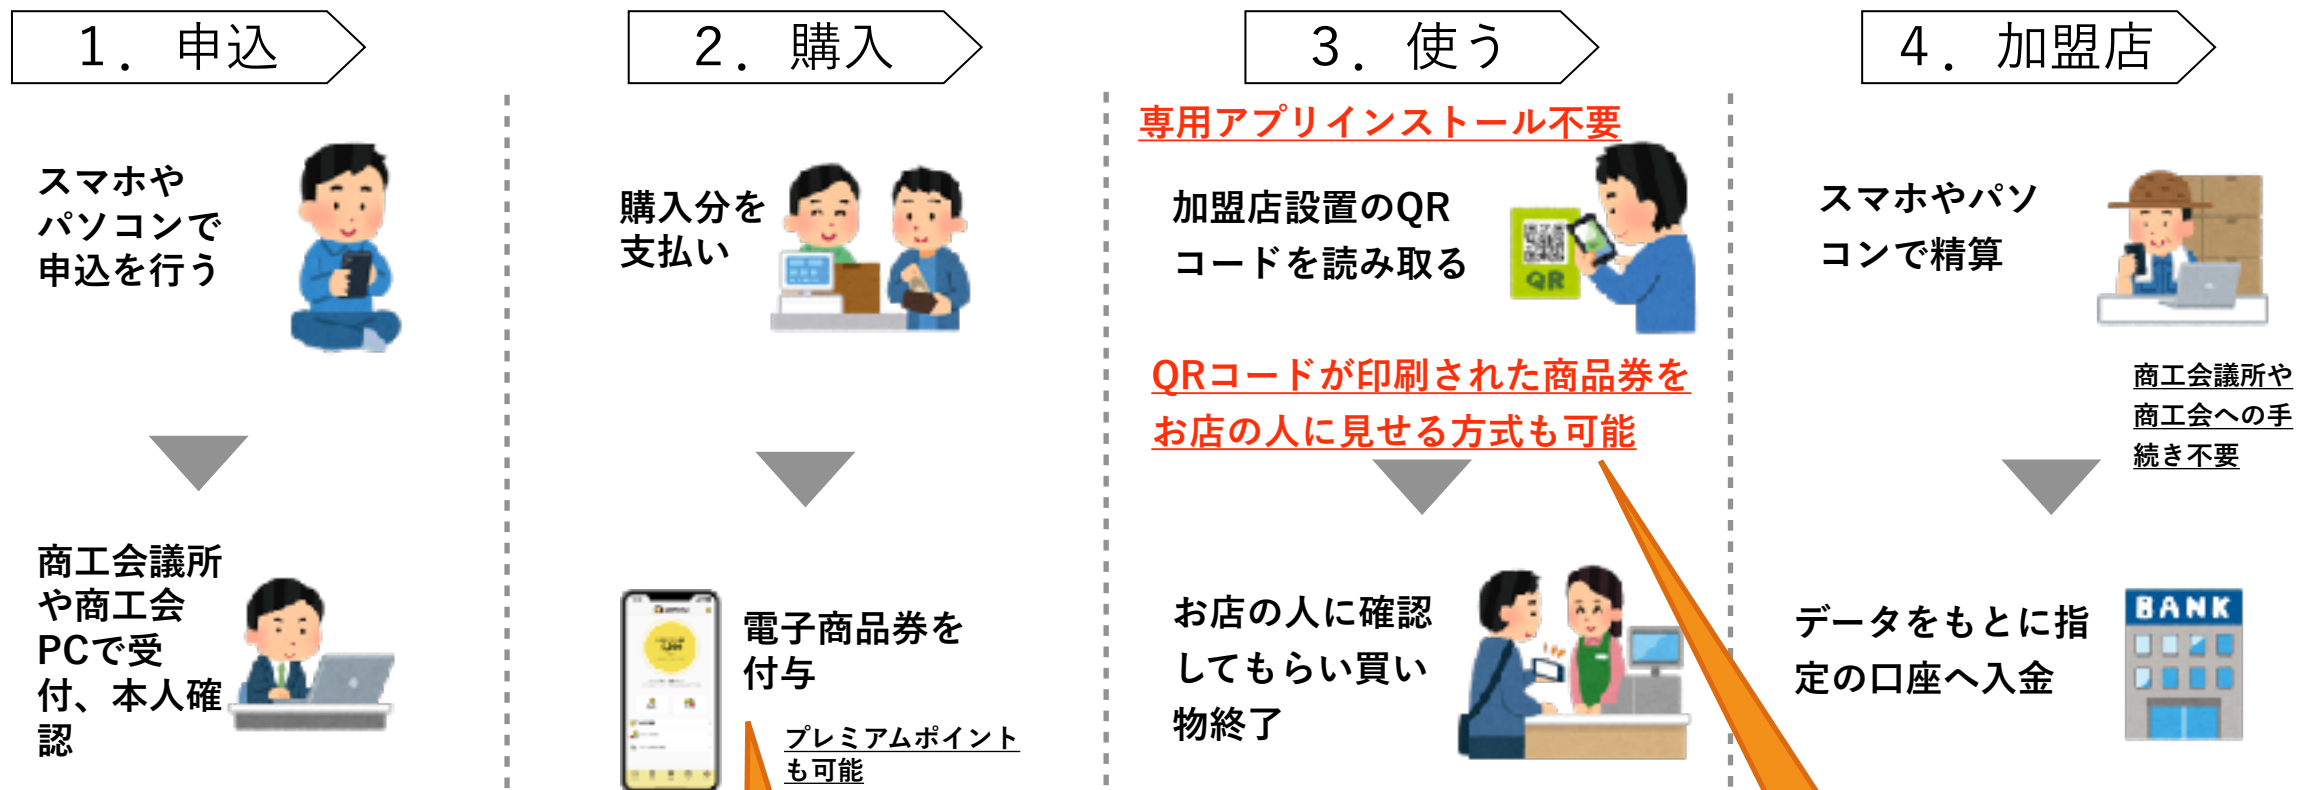 １．申込
スマホや
パソコンで
申込を行う
商工会議所
や商工会
PCで受
付、本人確
認
２．購入
購入分を
支払い
電子商品券を
付与
プレミアムポイント
も可能
３．使う
専用アプリインストール不要
加盟店設置のQR
コードを読み取る
QR
QRコードが印刷された商品券を
お店の人に見せる方式も可能
お店の人に確認
してもらい買い
物終了
４．加盟店
スマホやパソ
コンで精算
商工会議所や
商工会への手
続き不要
データをもとに指
定の口座へ入金
BANK